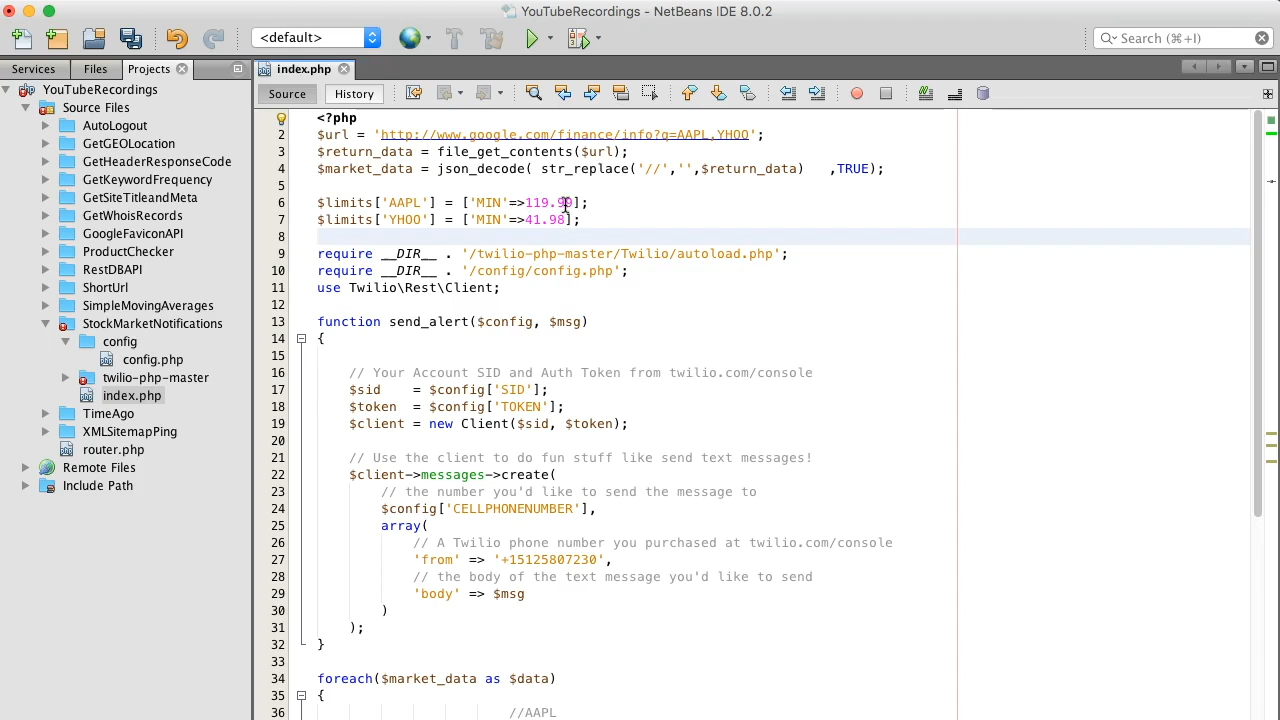 YouTubeRecordings - NetBeans IDE 8.0.2
<default>
Search (⌘+I)
Services
Files
Projects
index.php
Source
History
YouTubeRecordings
Source Files
AutoLogout
GetGEOLocation
GetHeaderResponseCode
GetKeywordFrequency
GetSiteTitleandMeta
GetWhoisRecords
GoogleFaviconAPI
ProductChecker
RestDBAPI
ShortUrl
SimpleMovingAverages
StockMarketNotifications
config
config.php
twilio-php-master
index.php
TimeAgo
XMLSitemapPing
router.php
Remote Files
Include Path
<?php
2 $url = 'http://www.google.com/finance/info?q=AAPL,YHOO';
3 $return_data = file_get_contents($url);
4 $market_data = json_decode( str_replace('//','',$return_data)   ,TRUE);
5
6 $limits['AAPL'] = ['MIN'=>119.99];
7 $limits['YHOO'] = ['MIN'=>41.98];
8
9 require __DIR__ . '/twilio-php-master/Twilio/autoload.php';
10 require __DIR__ . '/config/config.php';
11 use Twilio\Rest\Client;
12
13 function send_alert($config, $msg)
14 {
15
16 // Your Account SID and Auth Token from twilio.com/console
17 $sid    = $config['SID'];
18 $token  = $config['TOKEN'];
19 $client = new Client($sid, $token);
20
21 // Use the client to do fun stuff like send text messages!
22 $client->messages->create(
23 // the number you'd like to send the message to
24 $config['CELLPHONENUMBER'],
25 array(
26 // A Twilio phone number you purchased at twilio.com/console
27 'from' => '+15125807230',
28 // the body of the text message you'd like to send
29 'body' => $msg
30 )
31 );
32 }
33
34 foreach($market_data as $data)
35 {
36 //AAPL